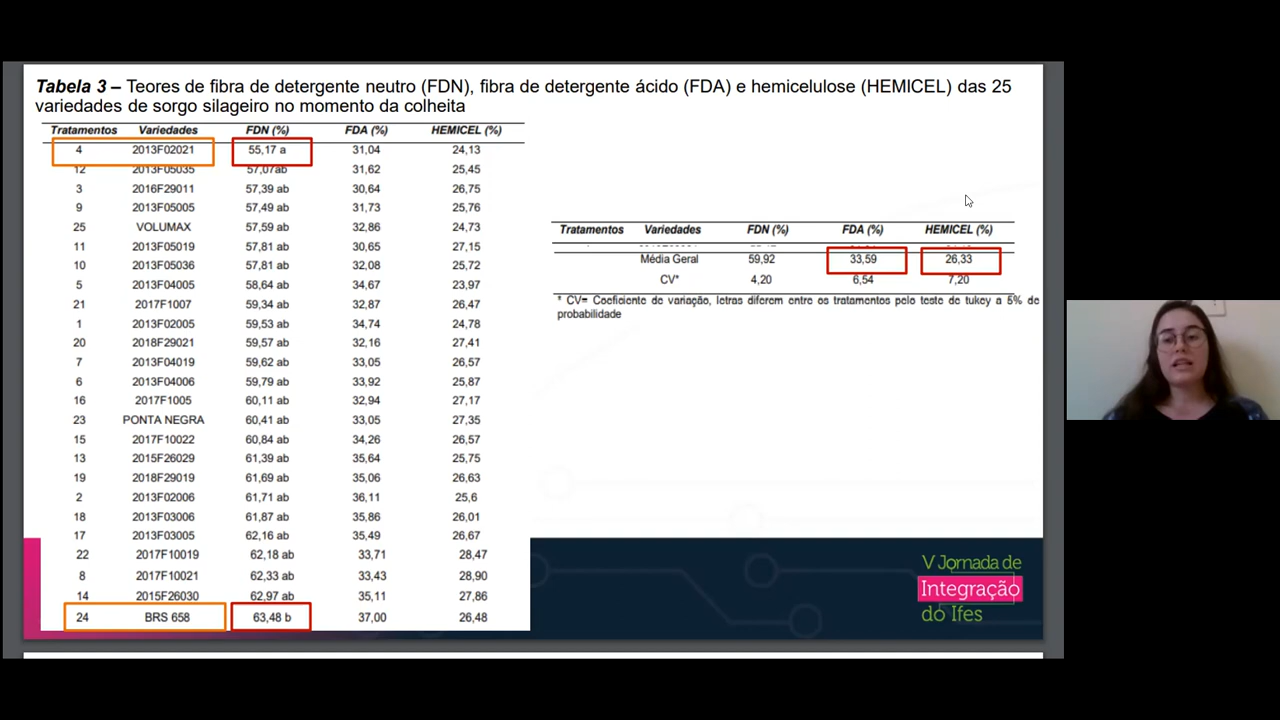 Tabela 3 – Teores de fibra de detergente neutro (FDN), fibra de detergente ácido (FDA) e hemicelulose (HEMICEL) das 25
variedades de sorgo silageiro no momento da colheita
Tratamentos Variedades FDN (%) FDA (%) HEMICEL (%)
4 2013F02021 55,17 a 31,04 24,13
12 2013F05035 57,07ab 31,62 25,45
3 2016F29011 57,39 ab 30,64 26,75
9 2013F05005 57,49 ab 31,73 25,76
25 VOLUMAX 57,59 ab 32,86 24,73
11 2013F05019 57,81 ab 30,65 27,15
10 2013F05036 57,81 ab 32,08 25,72
5 2013F04005 58,64 ab 34,67 23,97
21 2017F1007 59,34 ab 32,87 26,47
1 2013F02005 59,53 ab 34,74 24,78
20 2018F29021 59,57 ab 32,16 27,41
7 2013F04019 59,62 ab 33,05 26,57
6 2013F04006 59,79 ab 33,92 25,87
16 2017F1005 60,11 ab 32,94 27,17
23 PONTA NEGRA 60,41 ab 33,05 27,35
15 2017F10022 60,84 ab 34,26 26,57
13 2015F26029 61,39 ab 35,64 25,75
19 2018F29019 61,69 ab 35,06 26,63
2 2013F02006 61,71 ab 36,11 25,6
18 2013F03006 61,87 ab 35,86 26,01
17 2013F03005 62,16 ab 35,49 26,67
22 2017F10019 62,18 ab 33,71 28,47
8 2017F10021 62,33 ab 33,43 28,90
14 2015F26030 62,97 ab 35,11 27,86
24 BRS 658 63,48 b 37,00 26,48
Tratamentos Variedades FDN (%) FDA (%) HEMICEL (%)
Média Geral 59,92 33,59 26,33
CV* 4,20 6,54 7,20
* CV= Coeficiente de variação, letras diferem entre os tratamentos pelo teste de tukey a 5% de
probabilidade
V Jornada de
Integração
do Ifes